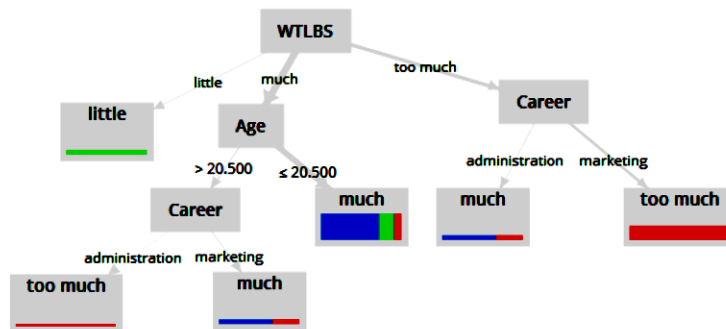 WTLBS
little
much
too much
little
Age
Career
> 20.500
≤ 20.500
administration
marketing
Career
much
much
too much
administration
marketing
too much
much